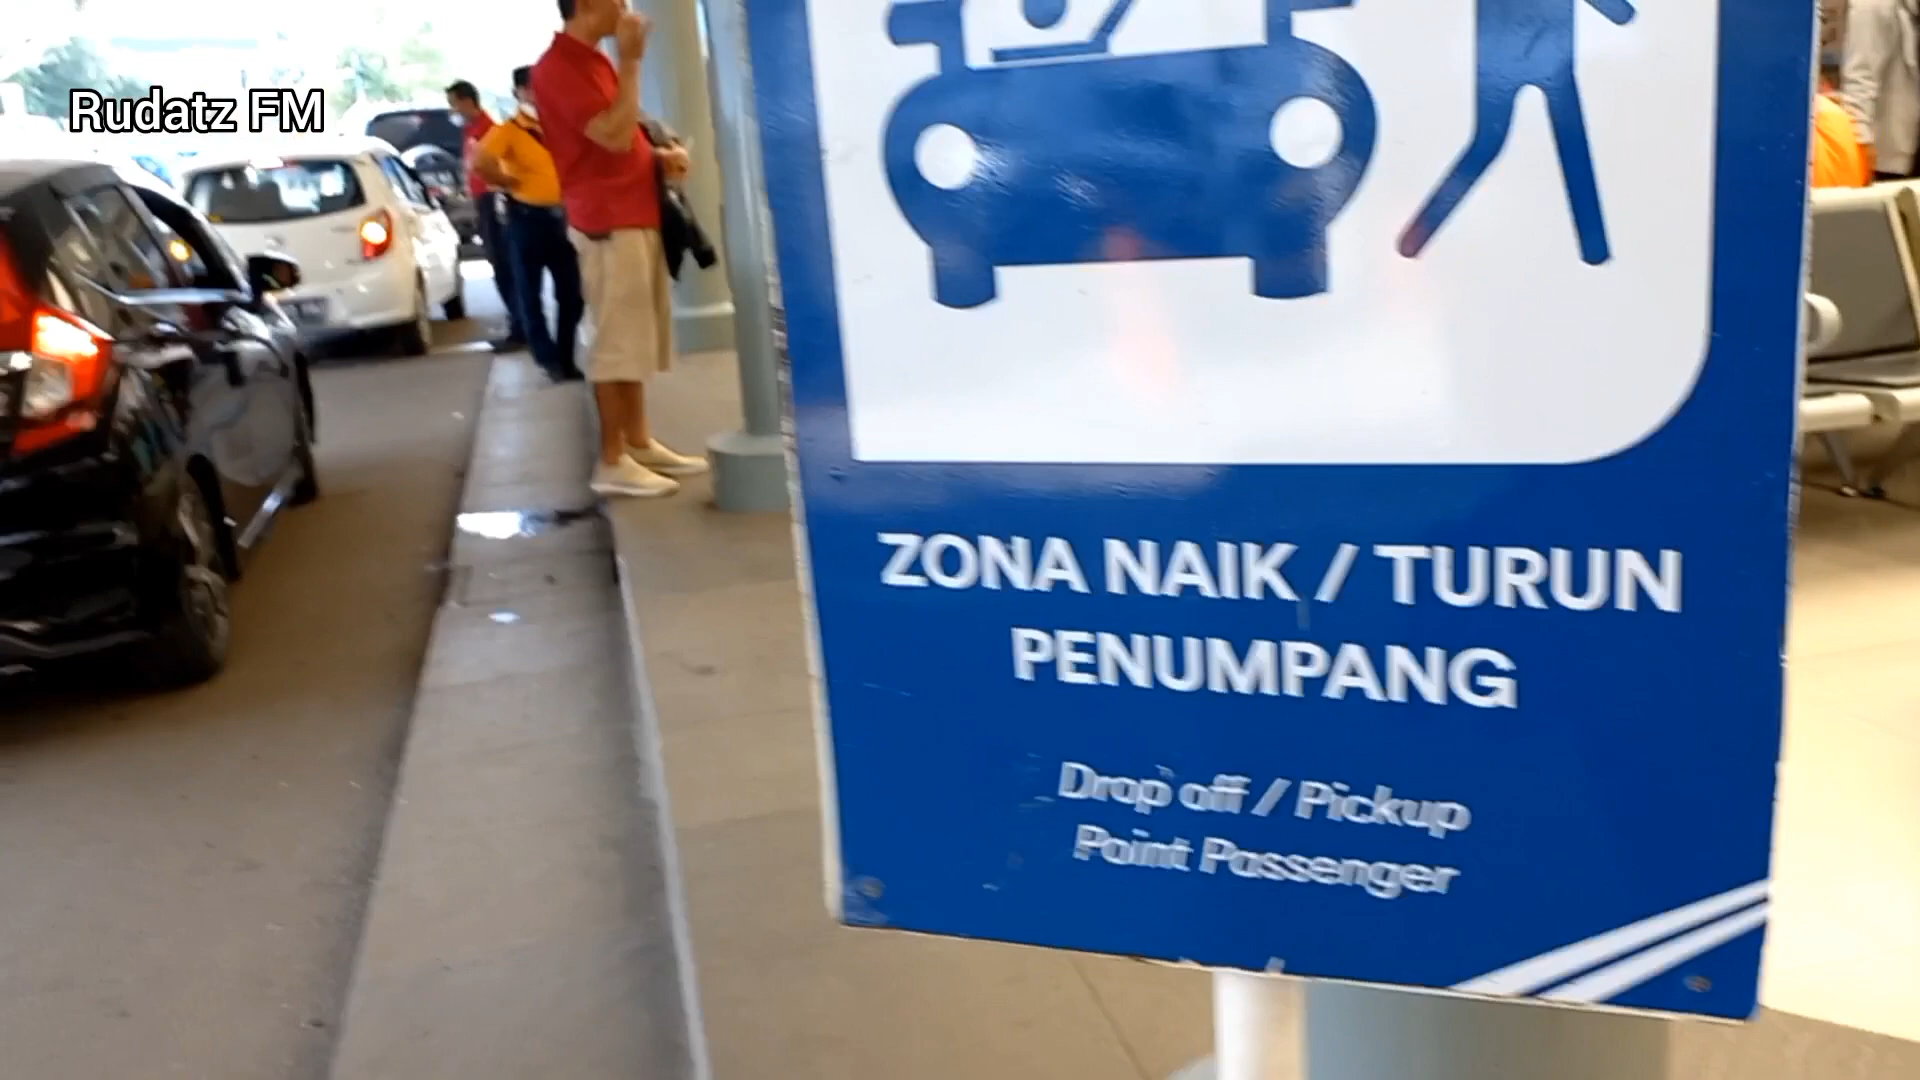 Rudatz FM
ZONA NAIK / TURUN
PENUMPANG
Drop off / Pickup
Point Passenger